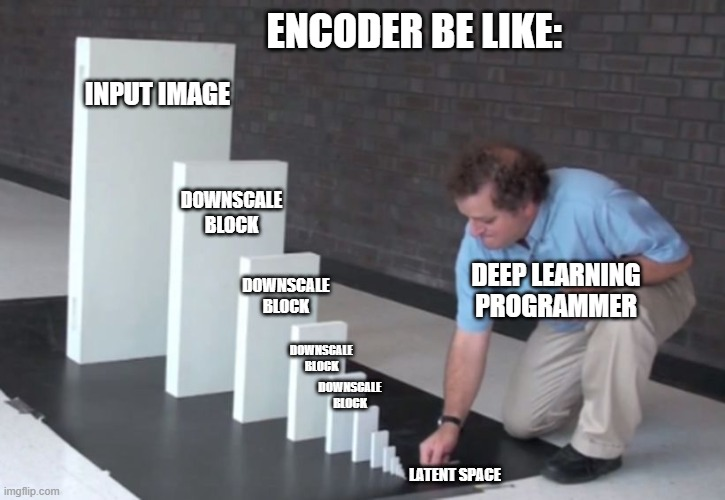 ENCODER BE LIKE:
INPUT IMAGE
DOWNSCALE
BLOCK
DOWNSCALE
BLOCK
DOWNSCALE
BLOCK
DOWNSCALE
BLOCK
DEEP LEARNING
PROGRAMMER
LATENT SPACE
imgflip.com